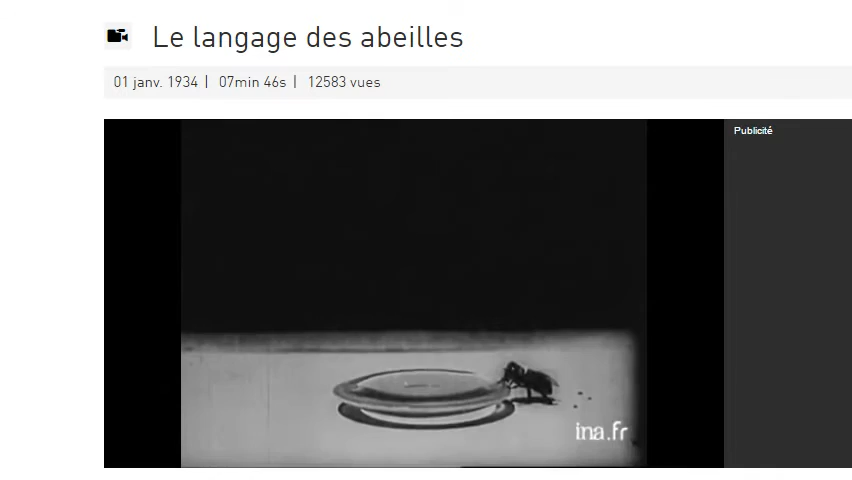 Le langage des abeilles
01 janv. 1934 | 07min 46s | 12583 vues
Publicité
ina.fr